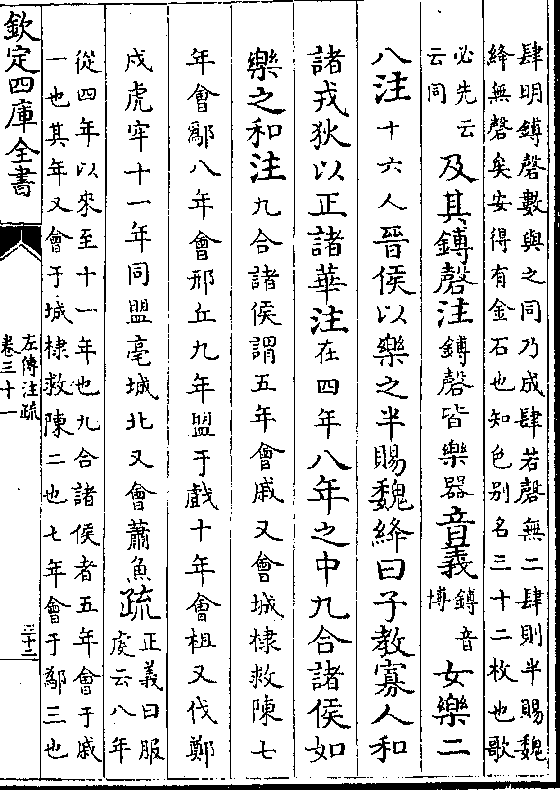 肆明鎛磬數與之同乃成肆若磬無二肆則半賜魏
絳無磬矣安得有金石也知色别名三十二枚也歌
必先云
云同
及其鎛磬注鎛磬皆樂器音義
鎛音
博
女樂二
八注十六人晉侯以樂之半賜魏絳曰子教寡人和
諸戎狄以正諸華注在四年八年之中九合諸侯如
樂之和注九合諸侯謂五年會戚又會城棣救陳七
年會鄬八年會邢丘九年盟于戲十年會柤又伐鄭
戍虎牢十一年同盟亳城北又會蕭魚疏
正義曰服
虔云八年
從四年以來至十一年也九合諸侯者五年會于戚
一也其年又會于城棣救陳二也七年會于鄬三也
欽定四庫全書
左傳注疏
卷三十一